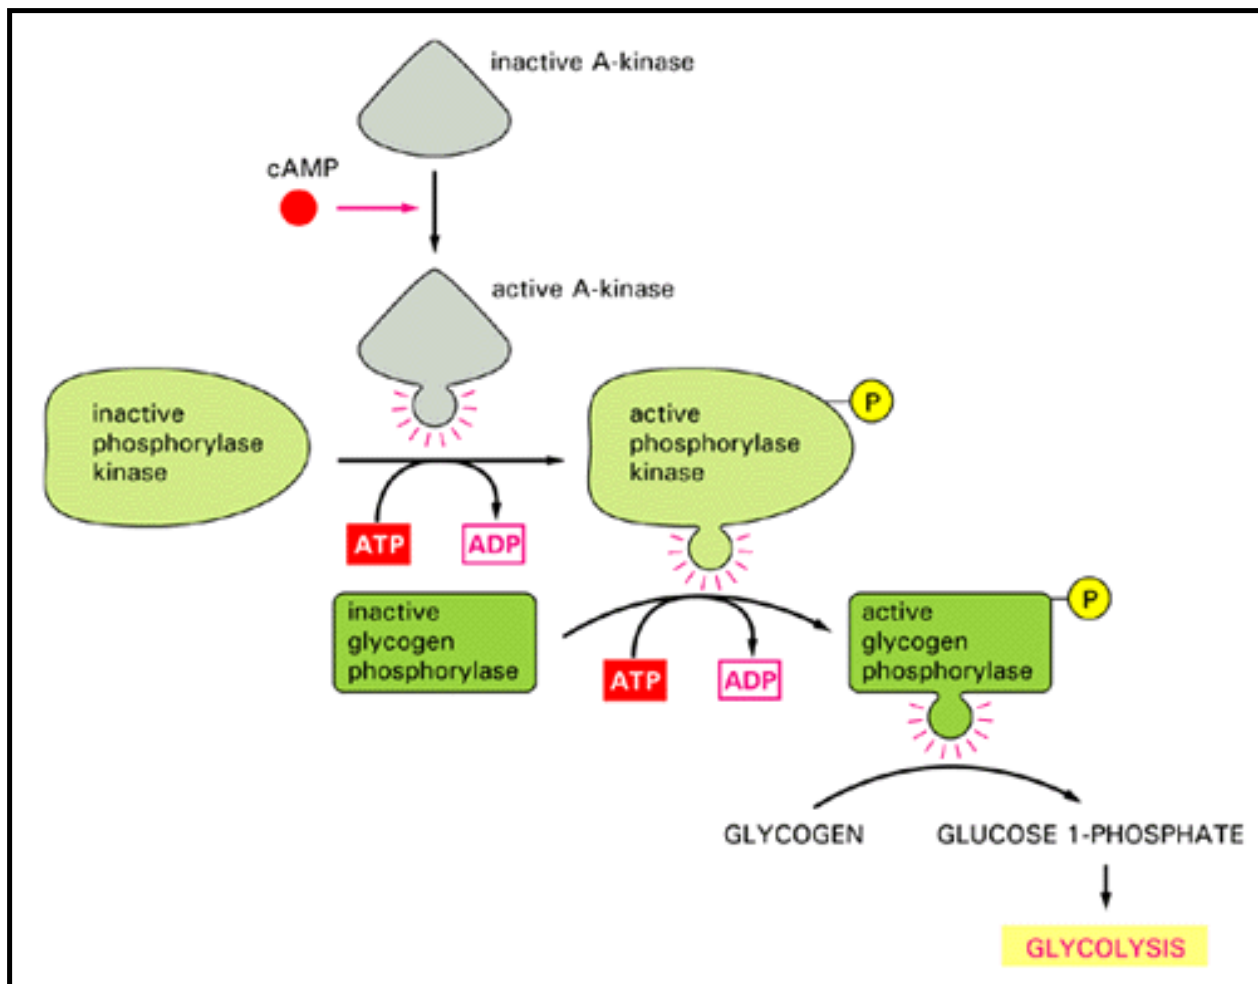 inactive A-kinase
cAMP
active A-kinase
inactive
phosphorylase
kinase
active
phosphorylase
kinase
P
ATP
ADP
inactive
glycogen
phosphorylase
active
glycogen
phosphorylase
P
ATP
ADP
GLYCOGEN
GLUCOSE 1-PHOSPHATE
GLYCOLYSIS